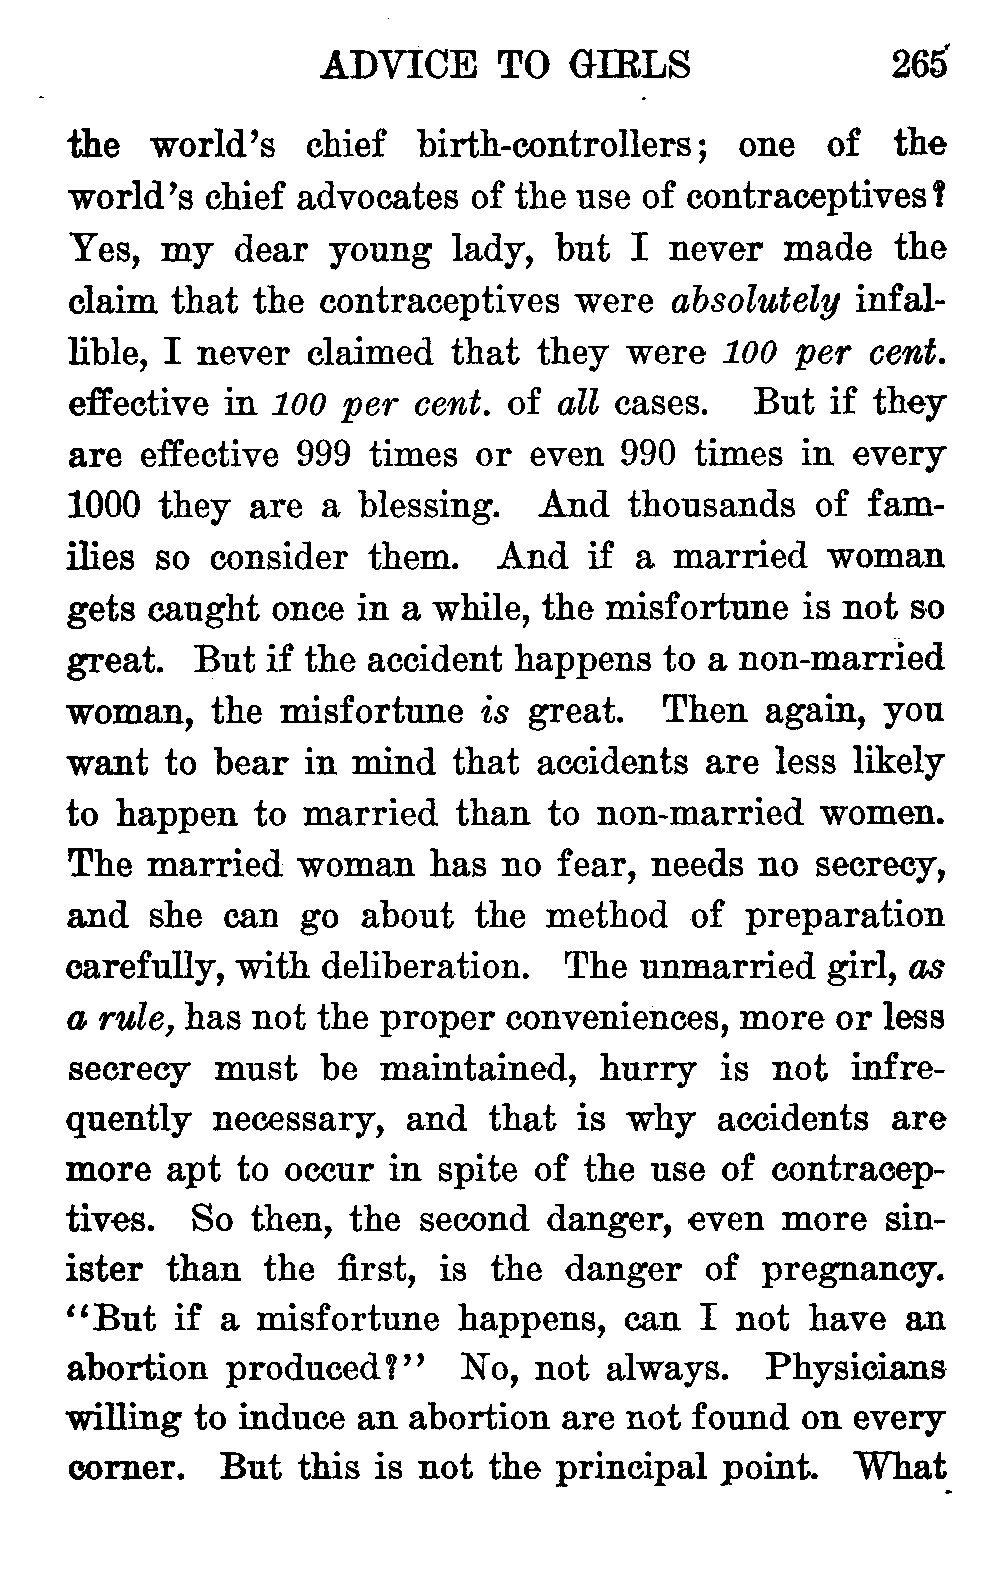 ADVICE TO GIRLS 265
the world's chief birth-controllers; one of the
world's chief advocates of the use of contraceptives?
Yes, my dear young lady, but I never made the
claim that the contraceptives were absolutely infal-
lible, I never claimed that they were 100 per cent.
effective in 100 per cent. of all cases. But if they
are effective 999 times or even 990 times in every
1000 they are a blessing. And thousands of fam-
ilies so consider them. And if a married woman
gets caught once in a while, the misfortune is not so
great. But if the accident happens to a non-married
woman, the misfortune is great. Then again, you
want to bear in mind that accidents are less likely
to happen to married than to non-married women.
The married woman has no fear, needs no secrecy,
and she can go about the method of preparation
carefully, with deliberation. The unmarried girl, as
a rule, has not the proper conveniences, more or less
secrecy must be maintained, hurry is not infre-
quently necessary, and that is why accidents are
more apt to occur in spite of the use of contracep-
tives. So then, the second danger, even more sin-
ister than the first, is the danger of pregnancy.
"But if a misfortune happens, can I not have an
abortion produced?" No, not always. Physicians
willing to induce an abortion are not found on every
corner. But this is not the principal point. What